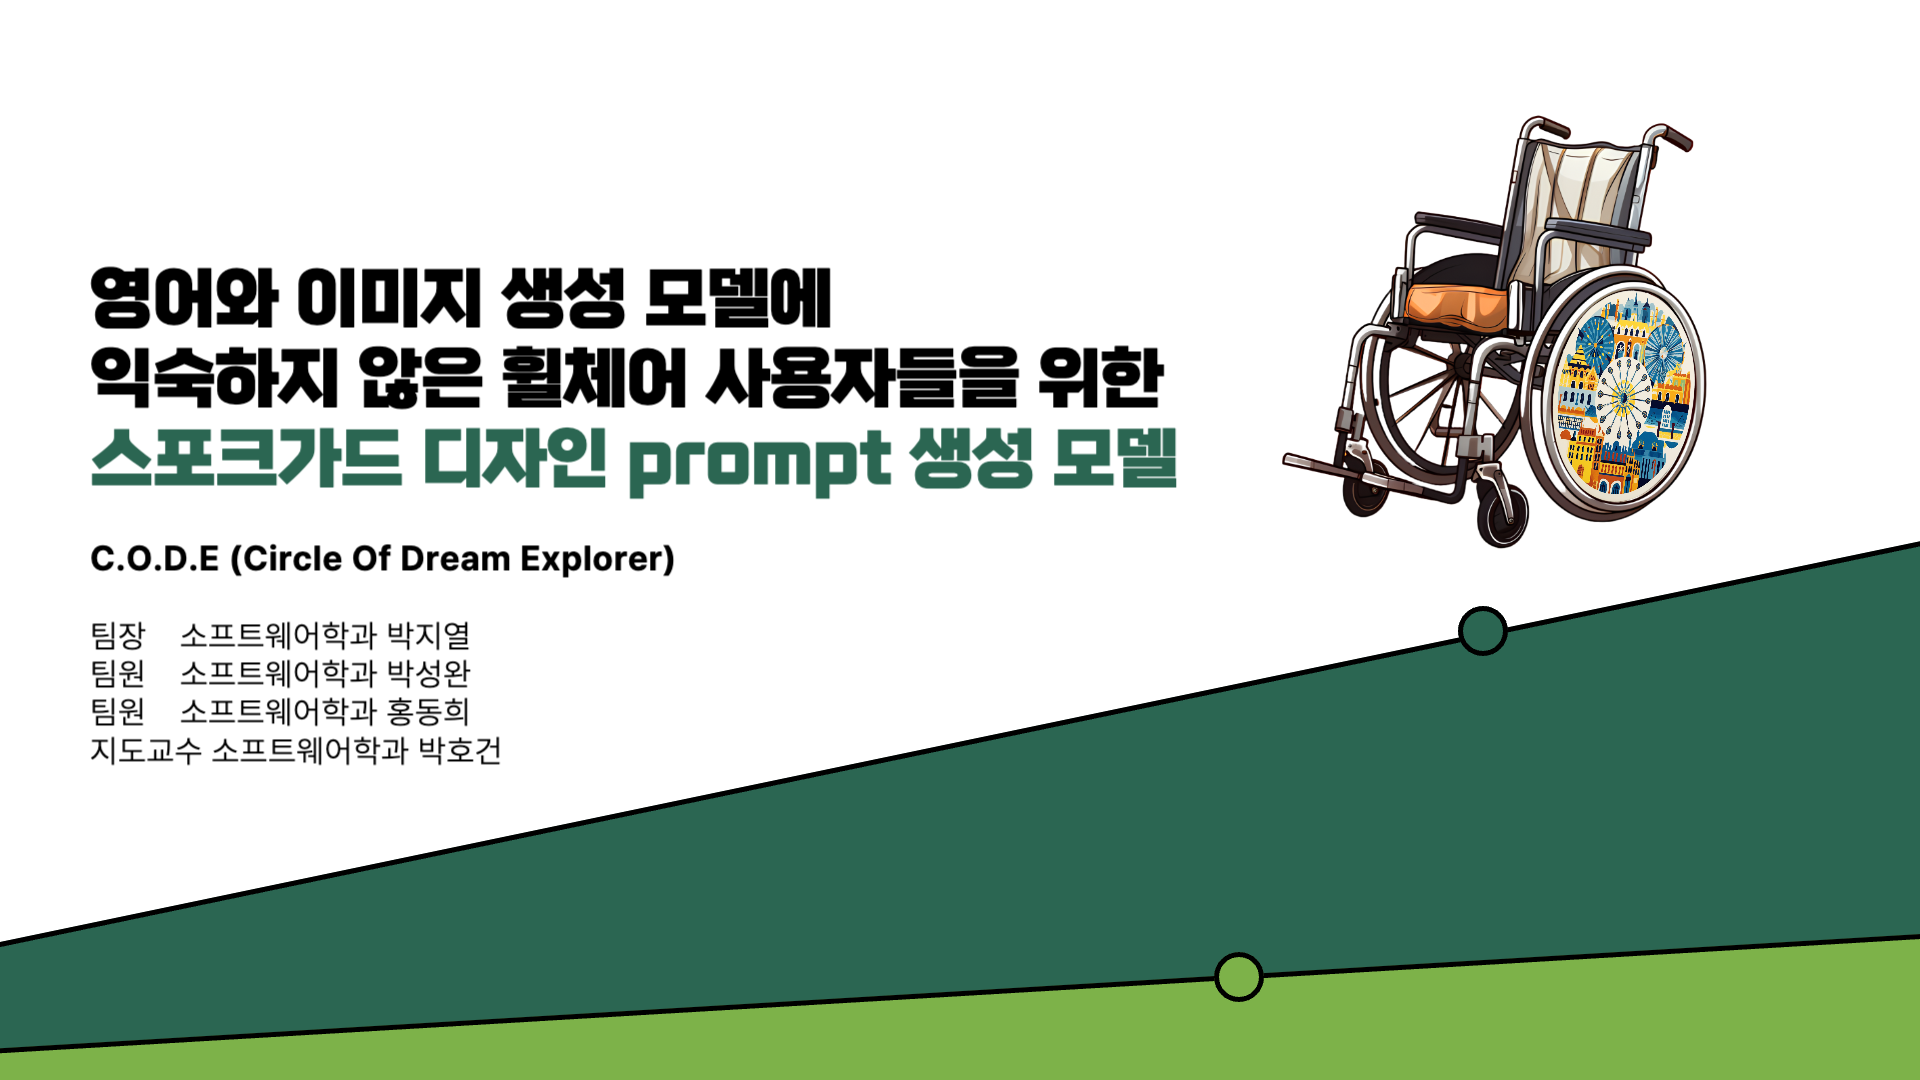 영어와 이미지 생성 모델에
익숙하지 않은 휠체어 사용자들을 위한
스포크가드 디자인 prompt 생성 모델
C.O.D.E (Circle Of Dream Explorer)
팀장 소프트웨어학과 박지열
팀원 소프트웨어학과 박성완
팀원 소프트웨어학과 홍동희
지도교수 소프트웨어학과 박호건